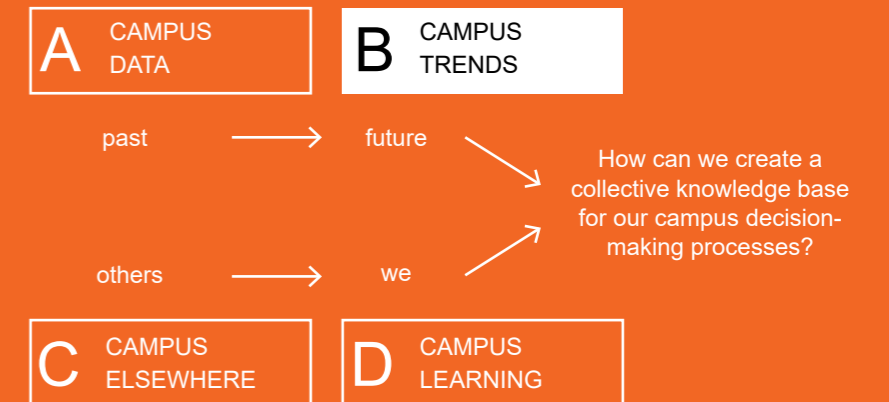 A CAMPUS
DATA
B CAMPUS
TRENDS
past
future
How can we create a
collective knowledge base
for our campus decision-
making processes?
others
we
C CAMPUS
ELSEWHERE
D CAMPUS
LEARNING